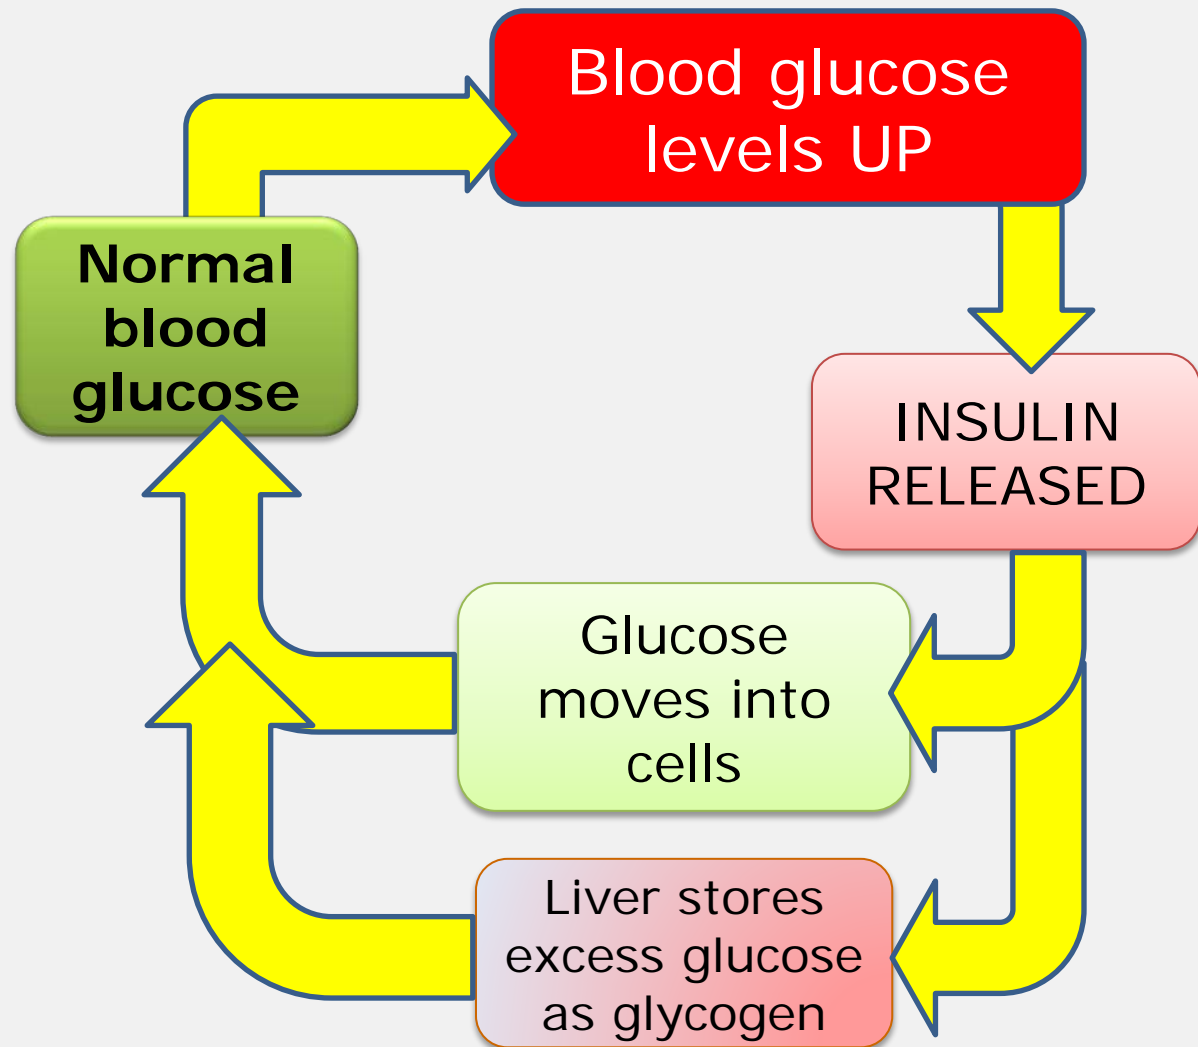 Blood glucose
levels UP
Normal
blood
glucose
INSULIN
RELEASED
Glucose
moves into
cells
Liver stores
excess glucose
as glycogen